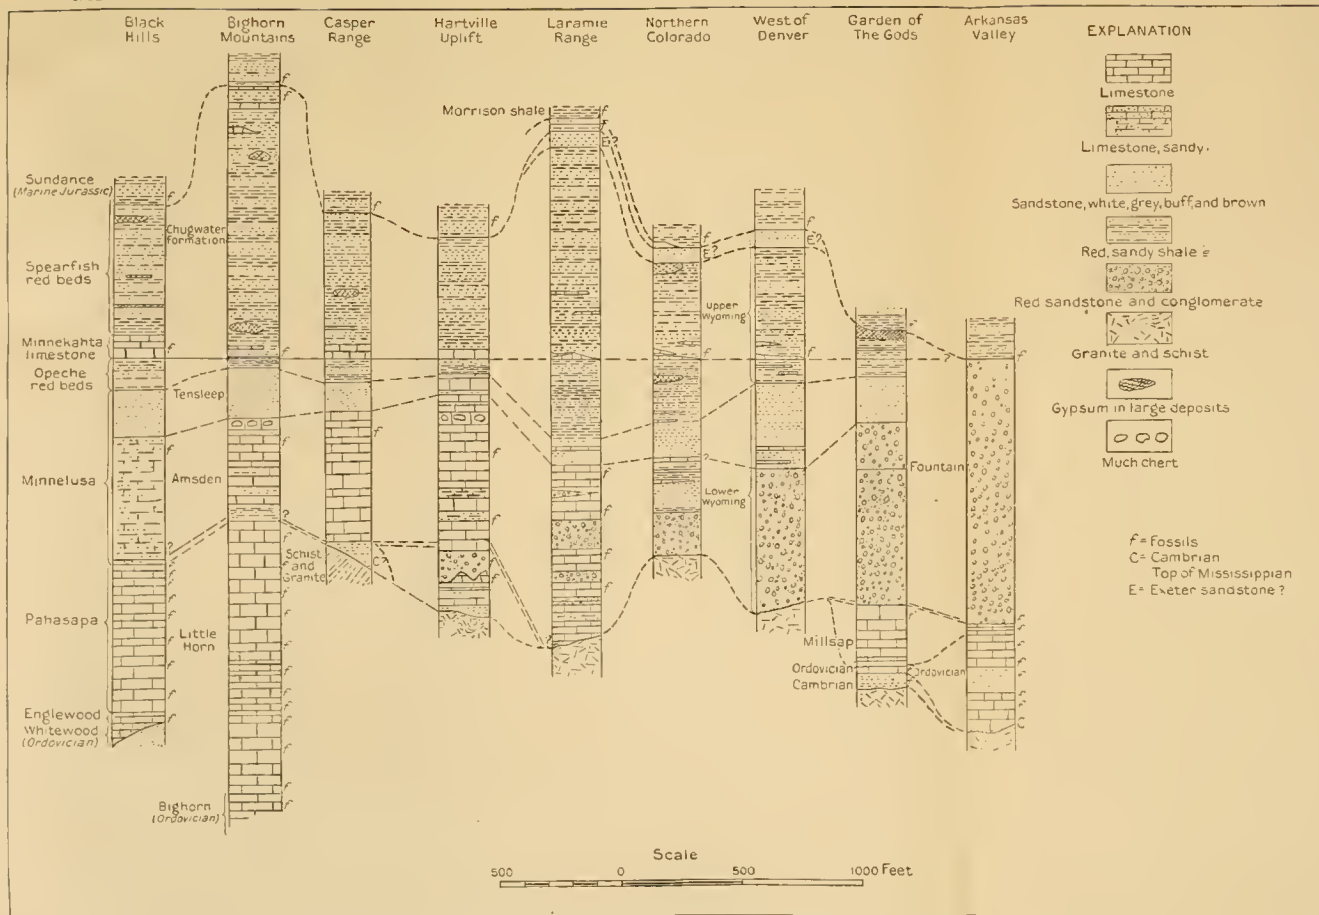 Black
Hills
Bighorn
Mountains
Casper
Range
Hartville
Uplift
Laramie
Range
Northern
Colorado
West of
Denver
Garden of
The Gods
Arkansas
Valley
EXPLANATION
Limestone
Limestone, sandy.
Sandstone, white, grey, buff, and brown
Red, sandy shale s
Red sandstone and conglomerate
Granite and schist
Gypsum in large deposits
Much chert
f = Fossils
C = Cambrian
Top of Mississippian
E = Exeter sandstone ?
Morrison shale
Sundance
(Marine Jurassic)
Chugwater
formation
Spearfish
red beds
Minnekahta
limestone
Opeche
red beds
Tensleep
Minnelusa
Amsden
Schist
and
Granite
C?
Pahasapa
Little
Horn
Englewood
Whitewood
(Ordovician)
Bighorn
(Ordovician)
E?
E?
E?
Upper
Wyoming
Lower
Wyoming
Fountain
Millsap
Ordovician
Cambrian
Ordovician
C
Scale
500 0 500 1000 Feet